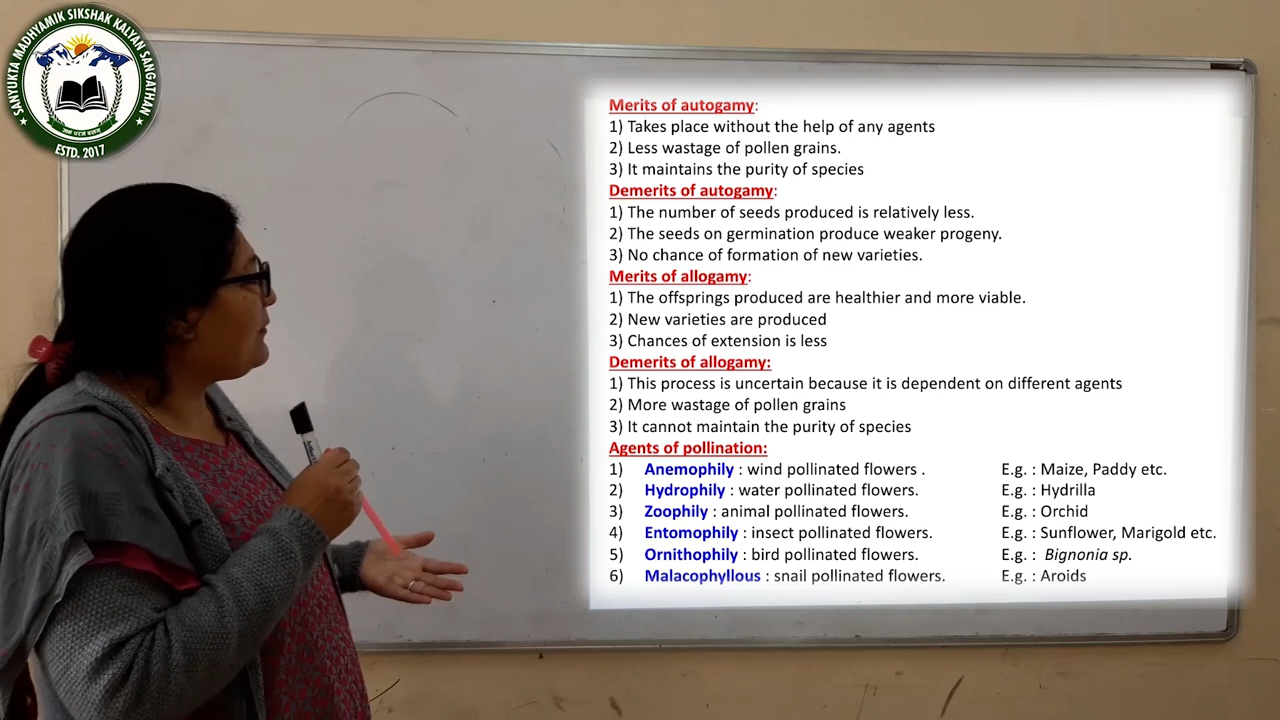 SANYUKTA MADHYAMIK SIKSHAK KALYAN SANGATHAN
ESTD. 2017
Merits of autogamy:
1) Takes place without the help of any agents
2) Less wastage of pollen grains.
3) It maintains the purity of species
Demerits of autogamy:
1) The number of seeds produced is relatively less.
2) The seeds on germination produce weaker progeny.
3) No chance of formation of new varieties.
Merits of allogamy:
1) The offsprings produced are healthier and more viable.
2) New varieties are produced
3) Chances of extension is less
Demerits of allogamy:
1) This process is uncertain because it is dependent on different agents
2) More wastage of pollen grains
3) It cannot maintain the purity of species
Agents of pollination:
1) Anemophily : wind pollinated flowers . E.g. : Maize, Paddy etc.
2) Hydrophily : water pollinated flowers. E.g. : Hydrilla
3) Zoophily : animal pollinated flowers. E.g. : Orchid
4) Entomophily : insect pollinated flowers. E.g. : Sunflower, Marigold etc.
5) Ornithophily : bird pollinated flowers. E.g. : Bignonia sp.
6) Malacophyllous : snail pollinated flowers. E.g. : Aroids